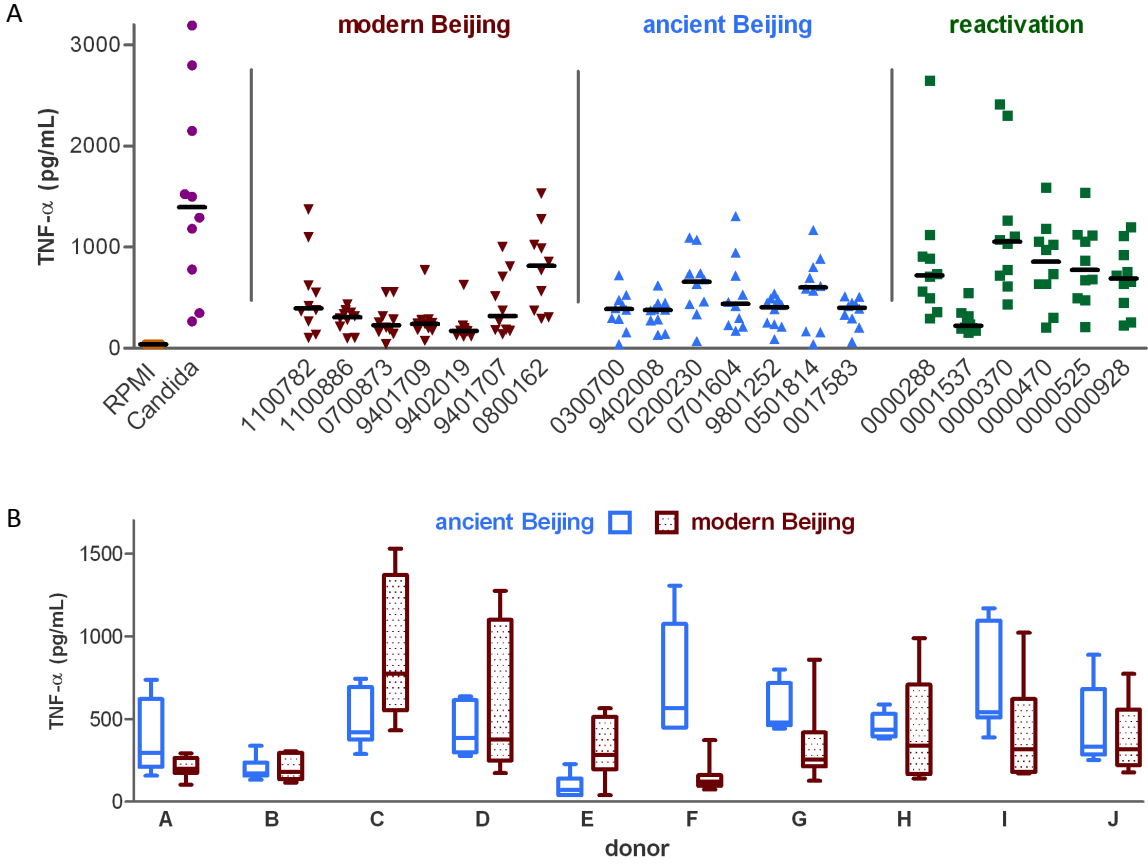 A
modern Beijing
ancient Beijing
reactivation
TNF-α (pg/mL)
3000
2000
1000
0
RPMI
Candida
1100782
1100886
0700873
9401709
9402019
9401707
0800162
0300700
9402008
0200230
0701604
9801252
0501814
0017583
0000288
0001537
0000370
0000470
0000525
0000928
B
ancient Beijing
modern Beijing
TNF-α (pg/mL)
1500
1000
500
0
A B C D E F G H I J
donor